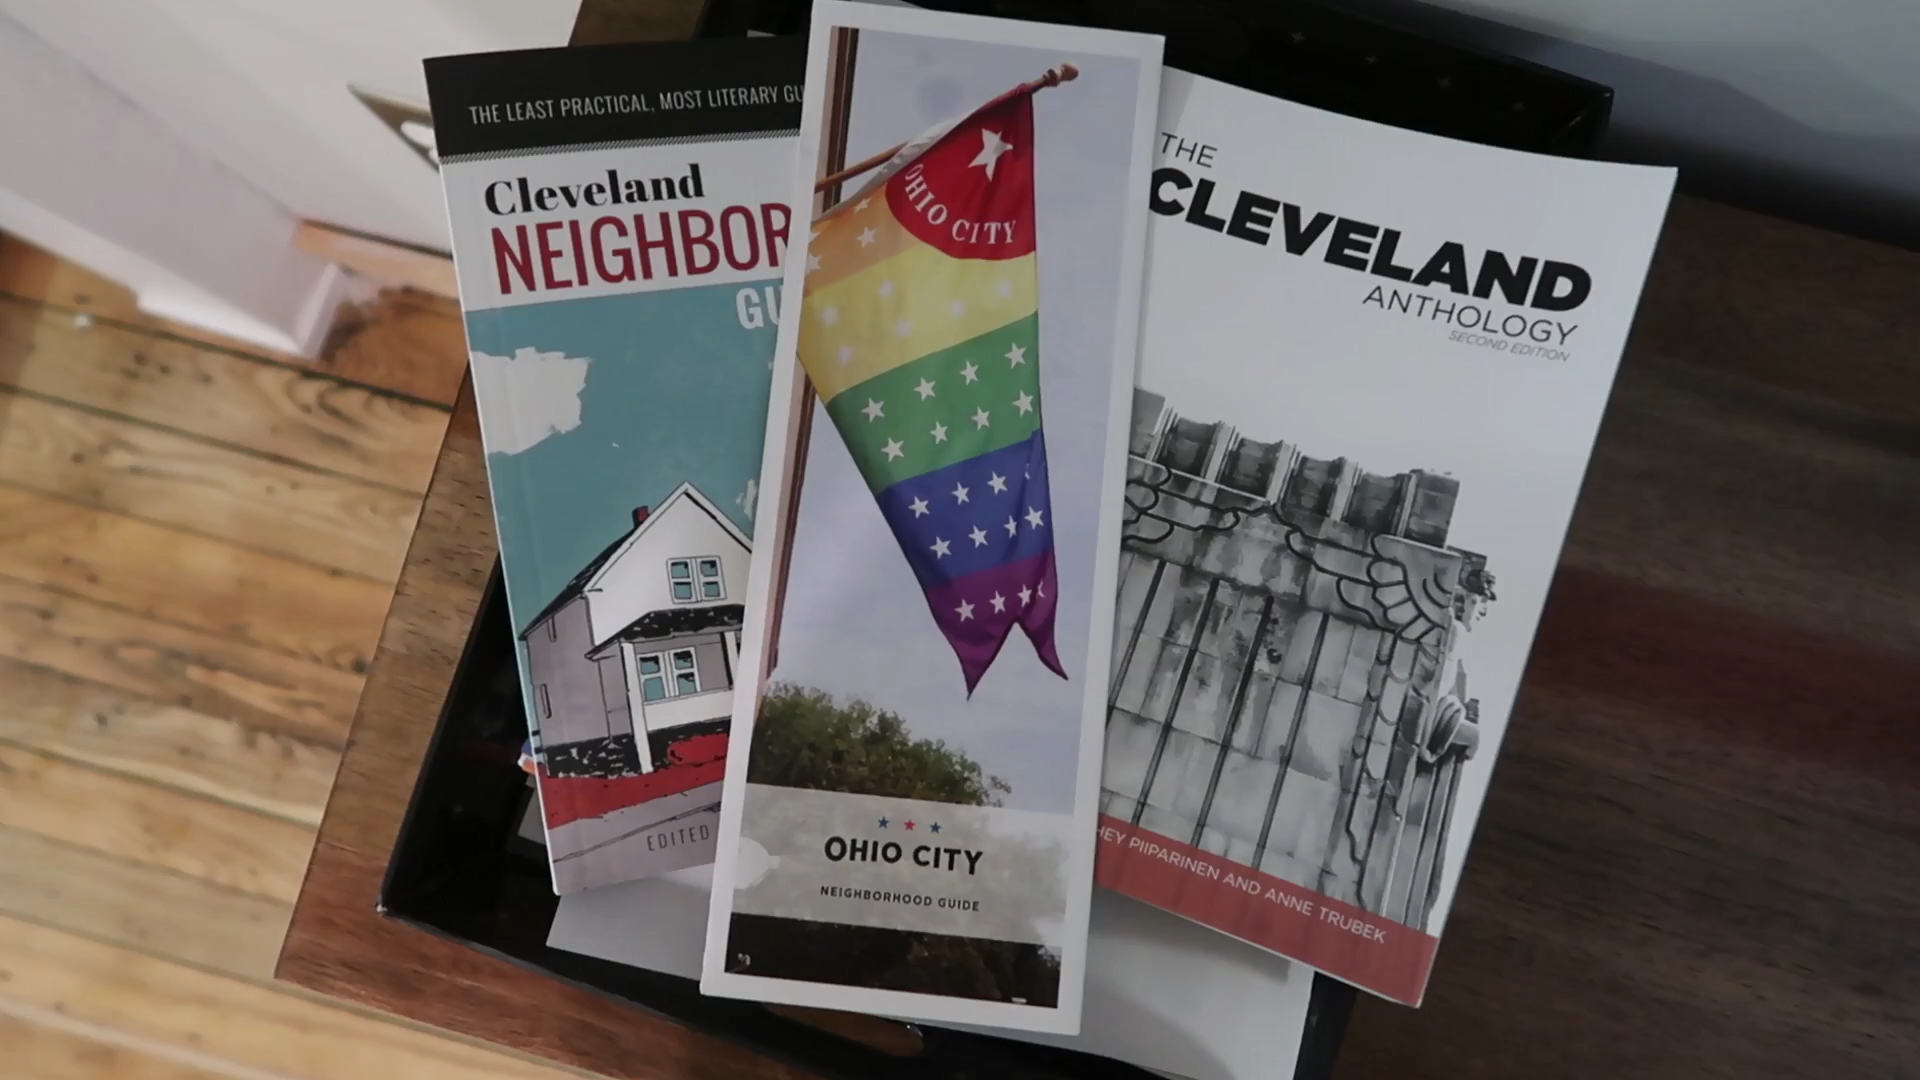 THE LEAST PRACTICAL, MOST LITERARY
Cleveland
NEIGHBOR
GU
EDITED
OHIO CITY
OHIO CITY
NEIGHBORHOOD GUIDE
THE
CLEVELAND
ANTHOLOGY
SECOND EDITION
HEY PIIPARINEN AND ANNE TRUBEK